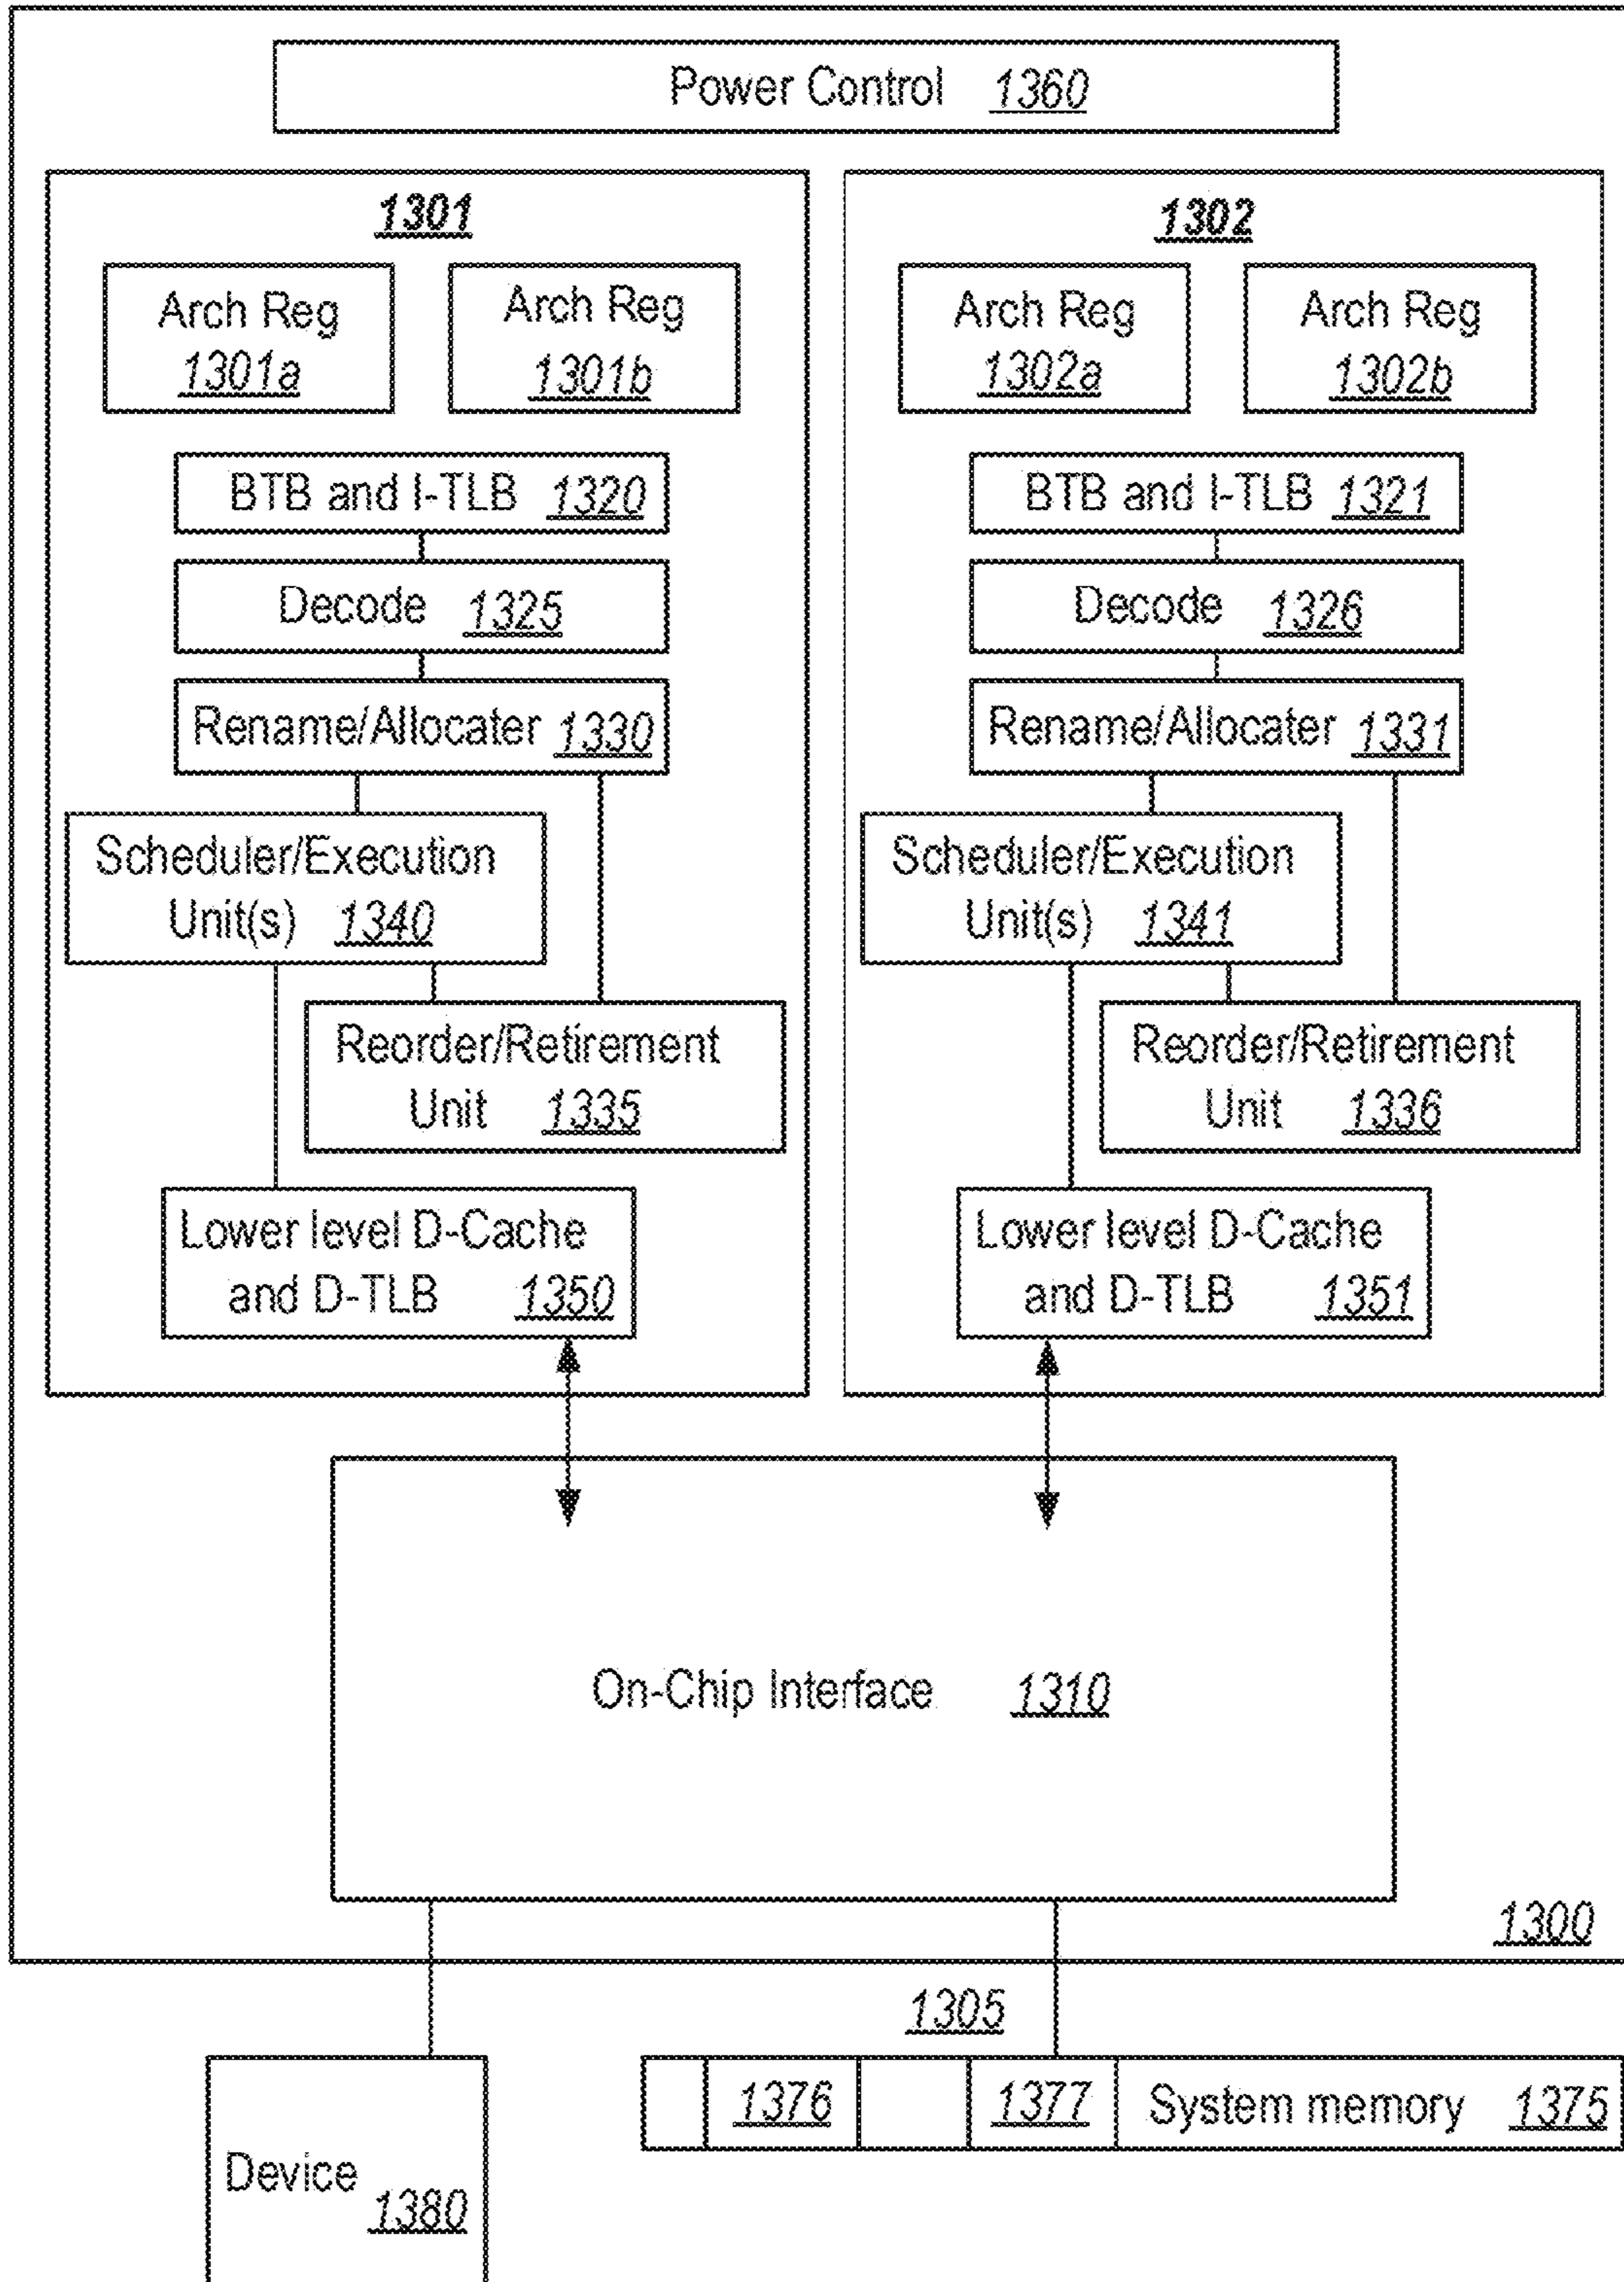 Power Control 1360
1301
Arch Reg
1301a
Arch Reg
1301b
BTB and I-TLB 1320
Decode 1325
Rename/Allocater 1330
Scheduler/Execution
Unit(s) 1340
Reorder/Retirement
Unit 1335
Lower level D-Cache
and D-TLB 1350
1302
Arch Reg
1302a
Arch Reg
1302b
BTB and I-TLB 1321
Decode 1326
Rename/Allocater 1331
Scheduler/Execution
Unit(s) 1341
Reorder/Retirement
Unit 1336
Lower level D-Cache
and D-TLB 1351
On-Chip Interface 1310
1300
1305
1376
1377
System memory 1375
Device 1380